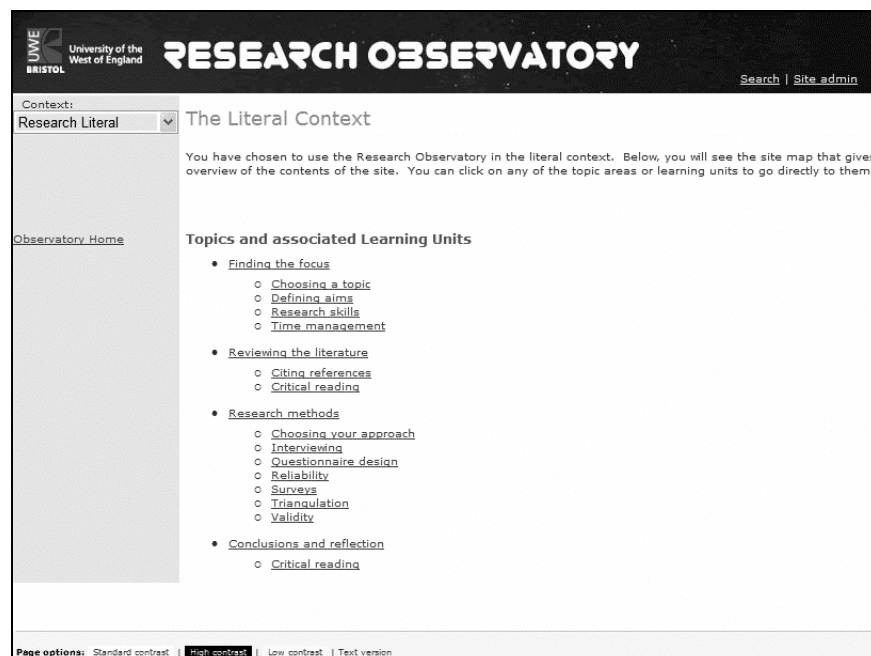 UWE
BRISTOL
University of the
West of England
RESEARCH OBSERVATORY
Search | Site admin
Context:
Research Literal
The Literal Context
You have chosen to use the Research Observatory in the literal context. Below, you will see the site map that give
overview of the contents of the site. You can click on any of the topic areas or learning units to go directly to them
Observatory Home
Topics and associated Learning Units
• Finding the focus
o Choosing a topic
o Defining aims
o Research skills
o Time management
• Reviewing the literature
o Citing references
o Critical reading
• Research methods
o Choosing your approach
o Interviewing
o Questionnaire design
o Reliability
o Surveys
o Triangulation
o Validity
• Conclusions and reflection
o Critical reading
Page options: Standard contrast | High contrast | Low contrast | Text version